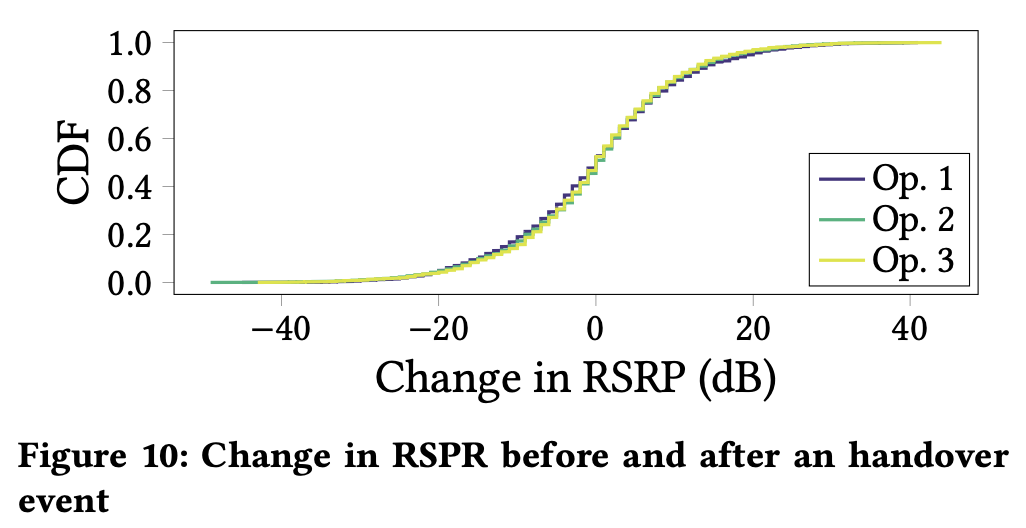 1.0
0.8
0.6
0.4
0.2
0.0
CDF
Op. 1
Op. 2
Op. 3
−40 −20 0 20 40
Change in RSRP (dB)
Figure 10: Change in RSPR before and after an handover
event